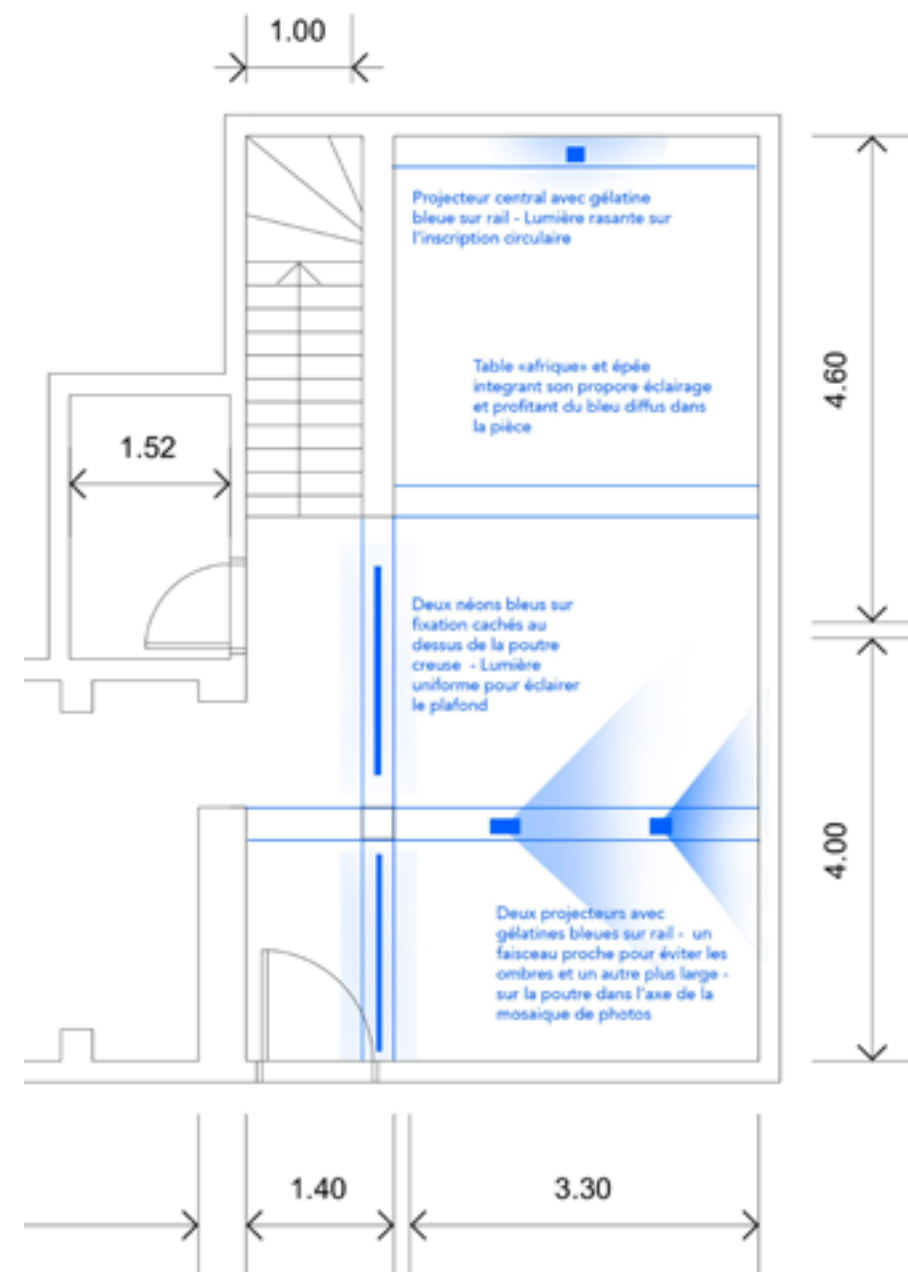 1.00
Projecteur central avec gélatine
bleue sur rail - Lumière rasante sur
l'inscription circulaire
Table «afrique» et épée
integrant son propore éclairage
et profitant du bleu diffus dans
la pièce
4.60
1.52
Deux néons bleus sur
fixation cachés au
dessus de la poutre
creuse - Lumière
uniforme pour éclairer
le plafond
4.00
Deux projecteurs avec
gélatines bleues sur rail - un
faisceau proche pour éviter les
ombres et un autre plus large -
sur la poutre dans l'axe de la
mosaique de photos
1.40
3.30